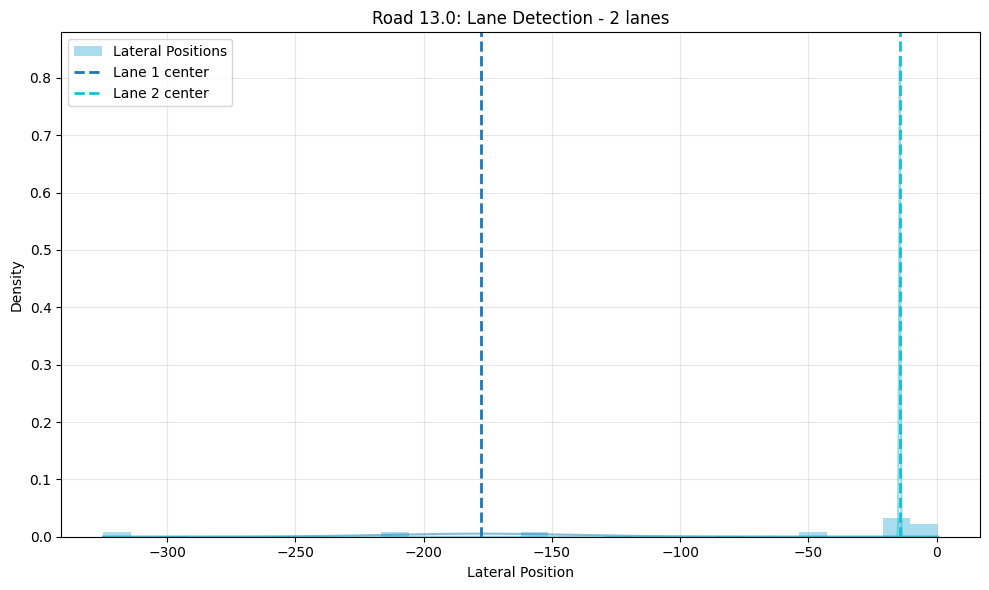 Road 13.0: Lane Detection - 2 lanes
Lateral Positions
Lane 1 center
Lane 2 center
Density
0.8
0.7
0.6
0.5
0.4
0.3
0.2
0.1
0.0
−300 −250 −200 −150 −100 −50 0
Lateral Position